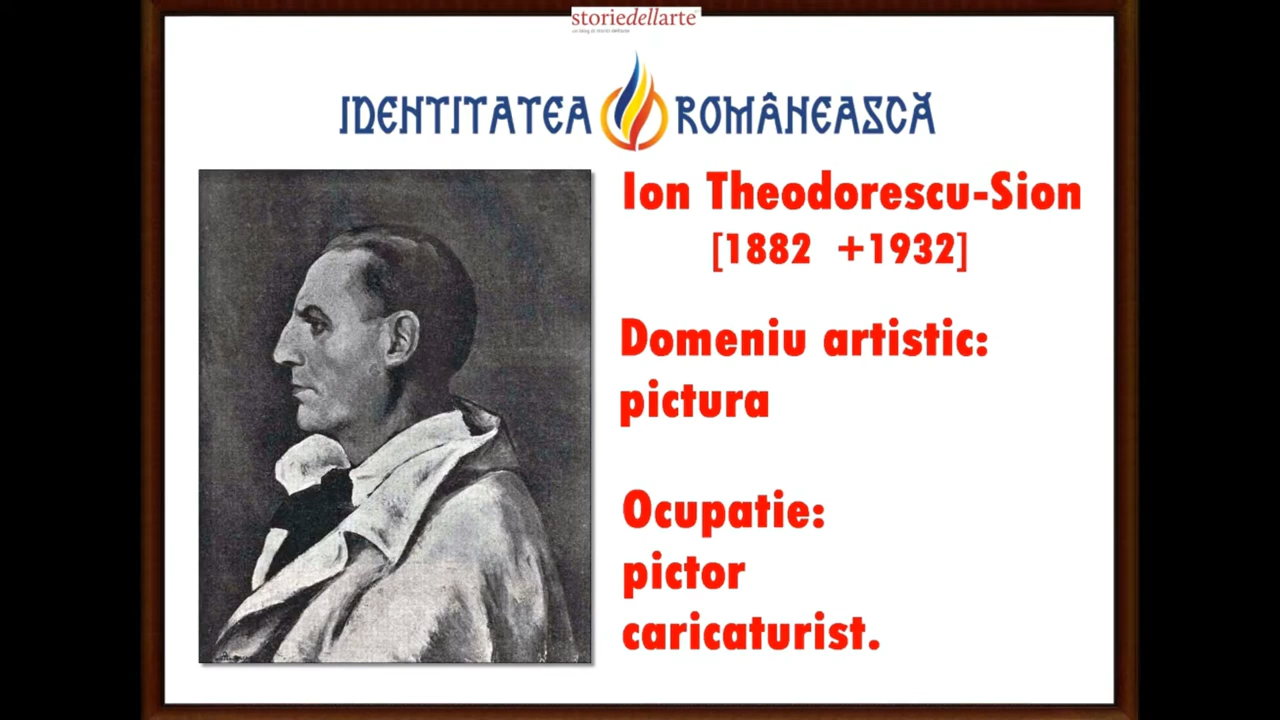 storiedellarte
IDENTITATEA ROMÂNEASCĂ
Ion Theodorescu-Sion
[1882 +1932]
Domeniu artistic:
pictura
Ocupatie:
pictor
caricaturist.